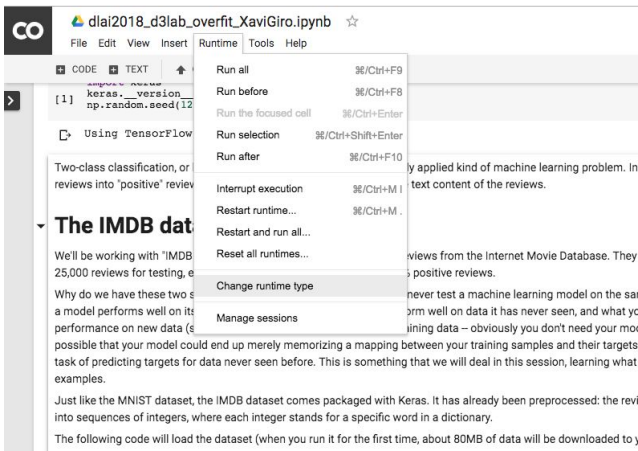 CO
dlai2018_d3lab_overfit_XaviGiro.ipynb
File Edit View Insert Runtime Tools Help
CODE TEXT
Run all ⌘/Ctrl+F9
Run before ⌘/Ctrl+F8
Run the focused cell ⌘/Ctrl+Enter
Run selection ⌘/Ctrl+Shift+Enter
Run after ⌘/Ctrl+F10
Interrupt execution ⌘/Ctrl+M I
Restart runtime... ⌘/Ctrl+M .
Restart and run all...
Reset all runtimes...
Change runtime type
Manage sessions
import keras
[1] keras.__version__
np.random.seed(12
Using TensorFlow
Two-class classification, or ly applied kind of machine learning problem. In
reviews into "positive" review text content of the reviews.
The IMDB dat
We'll be working with "IMDB eviews from the Internet Movie Database. They
25,000 reviews for testing, e positive reviews.
Why do we have these two s never test a machine learning model on the sa
a model performs well on its orm well on data it has never seen, and what yo
performance on new data (s ining data -- obviously you don't need your mod
possible that your model could end up merely memorizing a mapping between your training samples and their targets
task of predicting targets for data never seen before. This is something that we will deal in this session, learning what
examples.
Just like the MNIST dataset, the IMDB dataset comes packaged with Keras. It has already been preprocessed: the revi
into sequences of integers, where each integer stands for a specific word in a dictionary.
The following code will load the dataset (when you run it for the first time, about 80MB of data will be downloaded to y